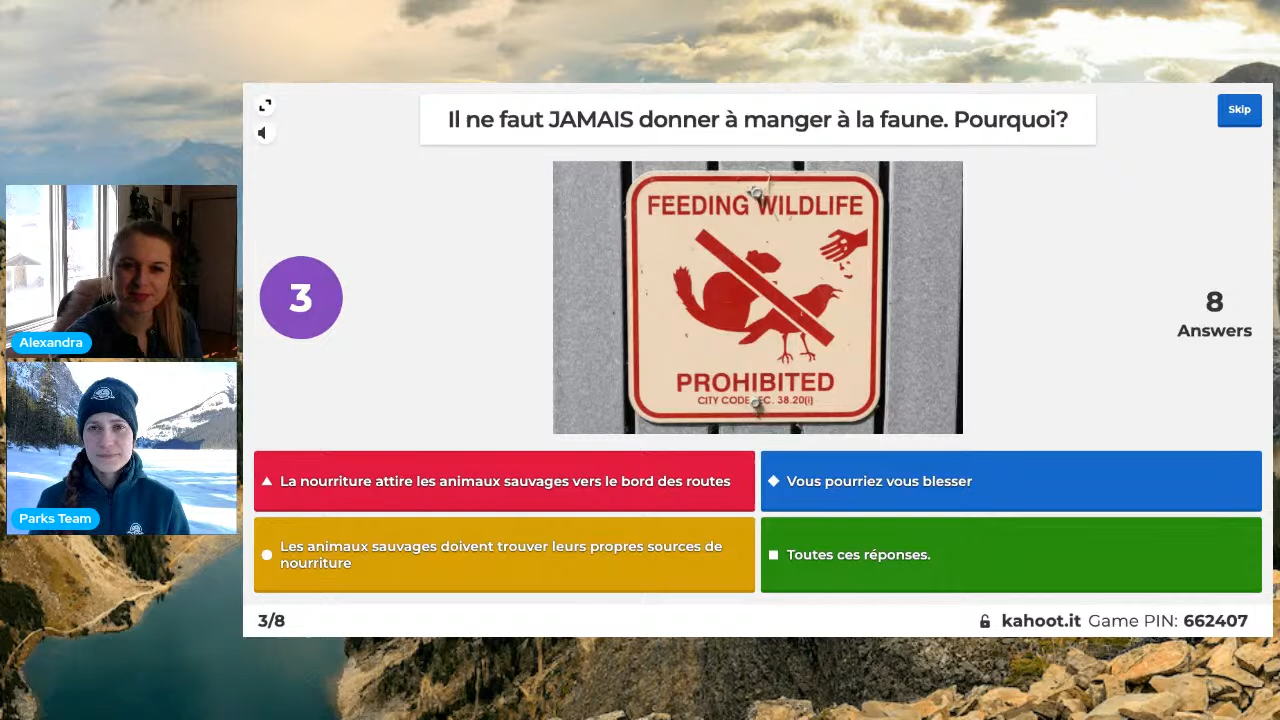 Il ne faut JAMAIS donner à manger à la faune. Pourquoi?
Skip
FEEDING WILDLIFE
PROHIBITED
CITY CODE 38.20(i)
3
8
Answers
Alexandra
Parks Team
La nourriture attire les animaux sauvages vers le bord des routes
Vous pourriez vous blesser
Les animaux sauvages doivent trouver leurs propres sources de
nourriture
Toutes ces réponses.
3/8
kahoot.it Game PIN: 662407